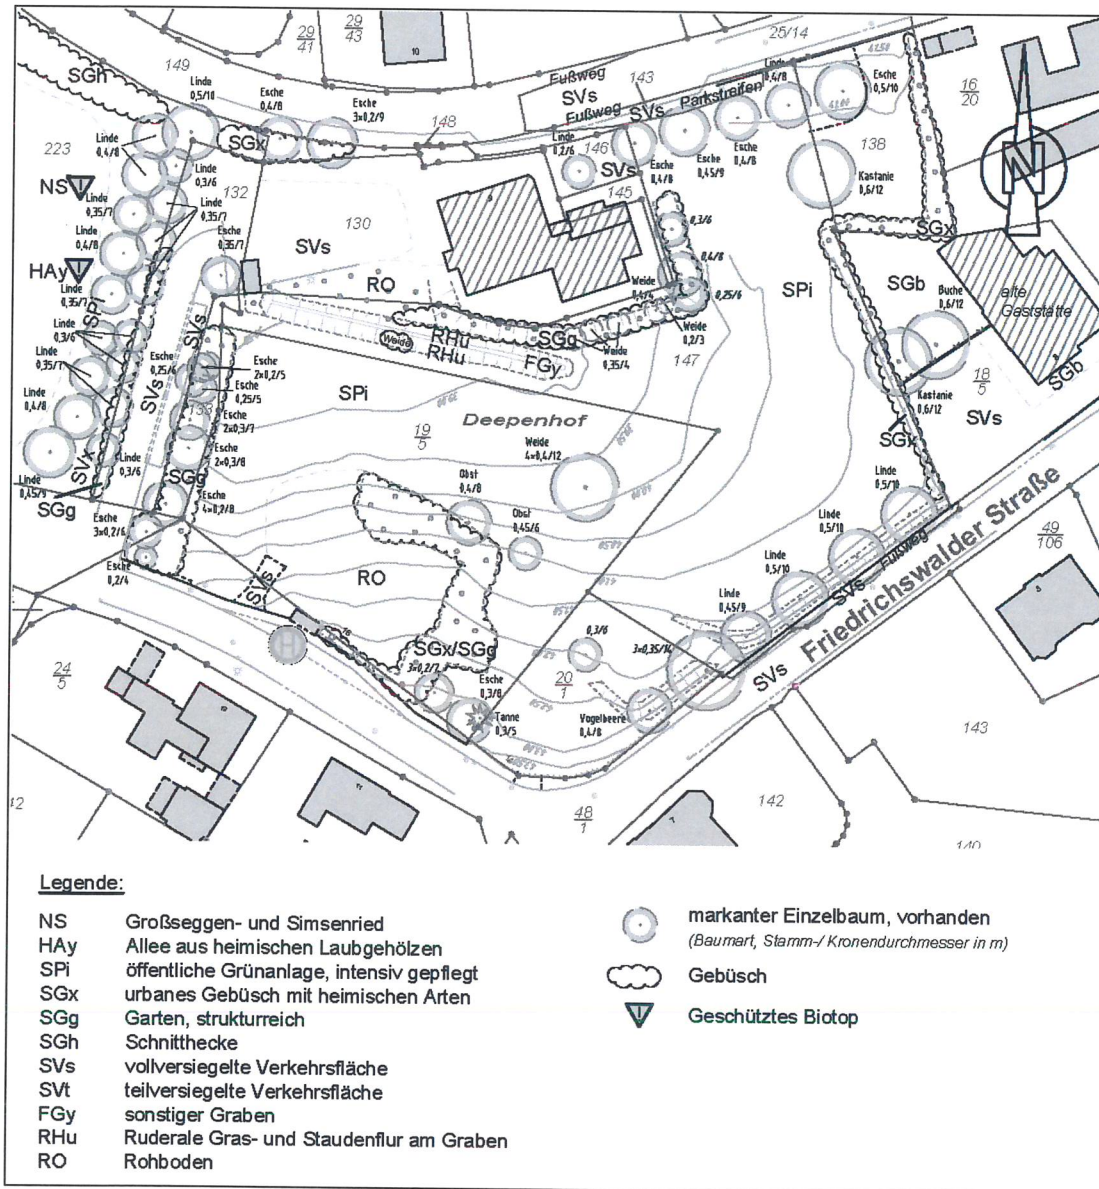 29
41
29
43
10
25/14
149
SGh
Linde
0,5/10
Esche
0,4/8
Esche
3x0,2/9
Fußweg
143
SVs
Fußweg
SVs
Parkstreifen
Linde
0,4/8
Esche
0,5/10
16
20
223
Linde
0,4/8
SGx
148
Linde
0,2/6
146
SVs
Esche
0,4/8
Esche
0,45/9
Esche
0,4/8
138
Kastanie
0,6/12
N
NS
Linde
0,3/6
132
Linde
0,35/7
Linde
0,35/7
130
145
0,3/6
SVs
Linde
0,4/8
Esche
0,35/7
SGx
HAy
Linde
0,35/7
SPi
RO
Weide
0,4/4
0,4/6
0,25/6
SPi
SGb
Buche
0,6/12
alte
Gaststätte
Linde
0,3/6
SVs
RHu
Weide
RHu
SGg
FGy
Weide
0,35/4
Weide
0,2/3
147
Linde
0,35/7
Esche
0,25/6
Esche
2x0,2/5
Esche
0,25/5
SVs
133
SPi
SGb
18
5
SVs
Kastanie
0,6/12
SGx
Linde
0,4/8
Esche
2x0,3/7
19
5
Deepenhof
Linde
0,45/9
SVx
Linde
0,3/6
Esche
2x0,3/8
SGg
Weide
4x0,4/12
Obst
0,4/8
Obst
0,45/6
Linde
0,5/10
SGg
Esche
3x0,2/6
Esche
4x0,2/8
Linde
0,5/10
49
106
Esche
0,2/4
SVs
RO
Linde
0,5/10
SVs
Fußweg
Linde
0,45/9
Friedrichswalder Straße
H
0,3/6
3x0,35/14
SVs
24
5
SGx/SGg
3x0,2/7
Esche
0,3/8
20
1
Tanne
0,3/5
Vogelbeere
0,4/8
143
48
1
142
140
Legende:
NS Großseggen- und Simsenried
HAy Allee aus heimischen Laubgehölzen
SPi öffentliche Grünanlage, intensiv gepflegt
SGx urbanes Gebüsch mit heimischen Arten
SGg Garten, strukturreich
SGh Schnitthecke
SVs vollversiegelte Verkehrsfläche
SVt teilversiegelte Verkehrsfläche
FGy sonstiger Graben
RHu Ruderale Gras- und Staudenflur am Graben
RO Rohboden
markanter Einzelbaum, vorhanden
(Baumart, Stamm-/ Kronendurchmesser in m)
Gebüsch
Geschütztes Biotop